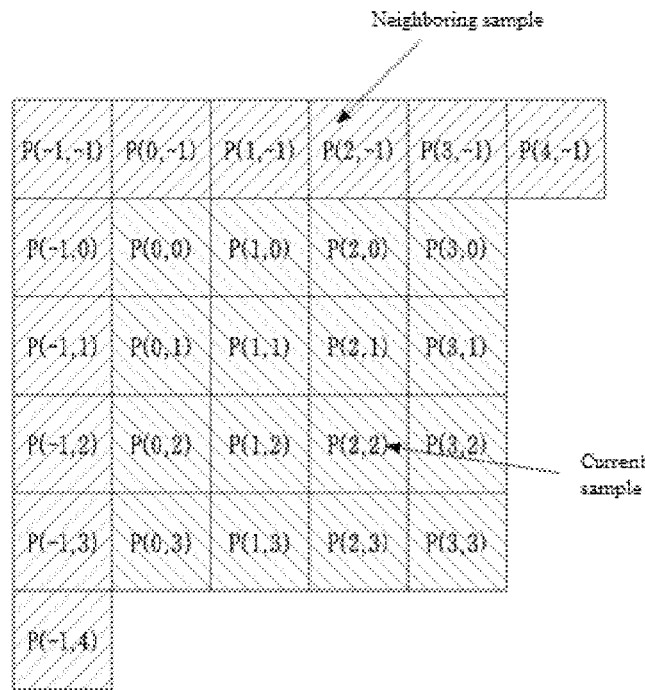 Neighboring sample
P(-1,-1) P(0,-1) P(1,-1) P(2,-1) P(3,-1) P(4,-1)
P(-1,0) P(0,0) P(1,0) P(2,0) P(3,0)
P(-1,1) P(0,1) P(1,1) P(2,1) P(3,1)
P(-1,2) P(0,2) P(1,2) P(2,2) P(3,2)
Current
sample
P(-1,3) P(0,3) P(1,3) P(2,3) P(3,3)
P(-1,4)